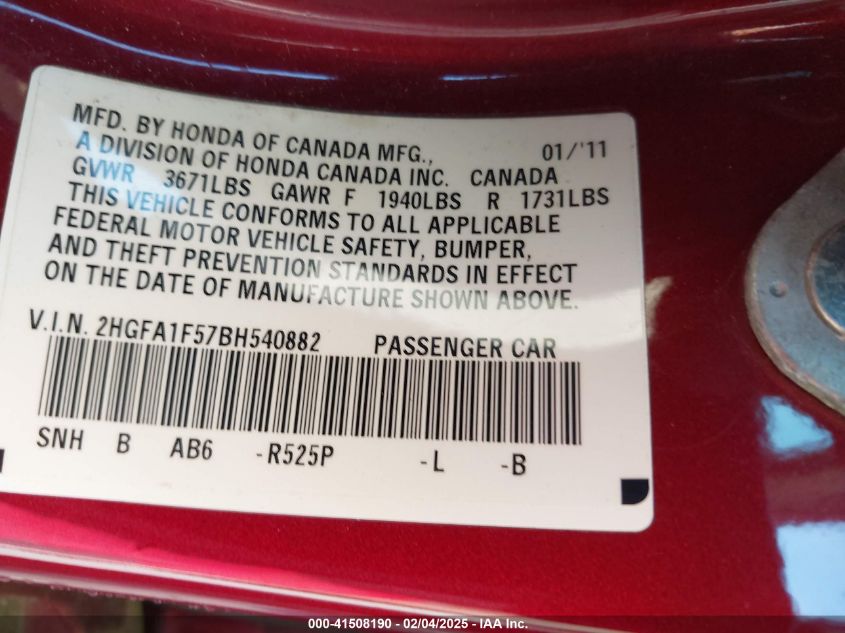 MFD. BY HONDA OF CANADA MFG., 01/'11
A DIVISION OF HONDA CANADA INC. CANADA
GVWR 3671LBS GAWR F 1940LBS R 1731LBS
THIS VEHICLE CONFORMS TO ALL APPLICABLE
FEDERAL MOTOR VEHICLE SAFETY, BUMPER,
AND THEFT PREVENTION STANDARDS IN EFFECT
ON THE DATE OF MANUFACTURE SHOWN ABOVE.
V.I.N. 2HGFA1F57BH540882 PASSENGER CAR
SNH B AB6 -R525P -L -B
000-41508190 - 02/04/2025 - IAA Inc.